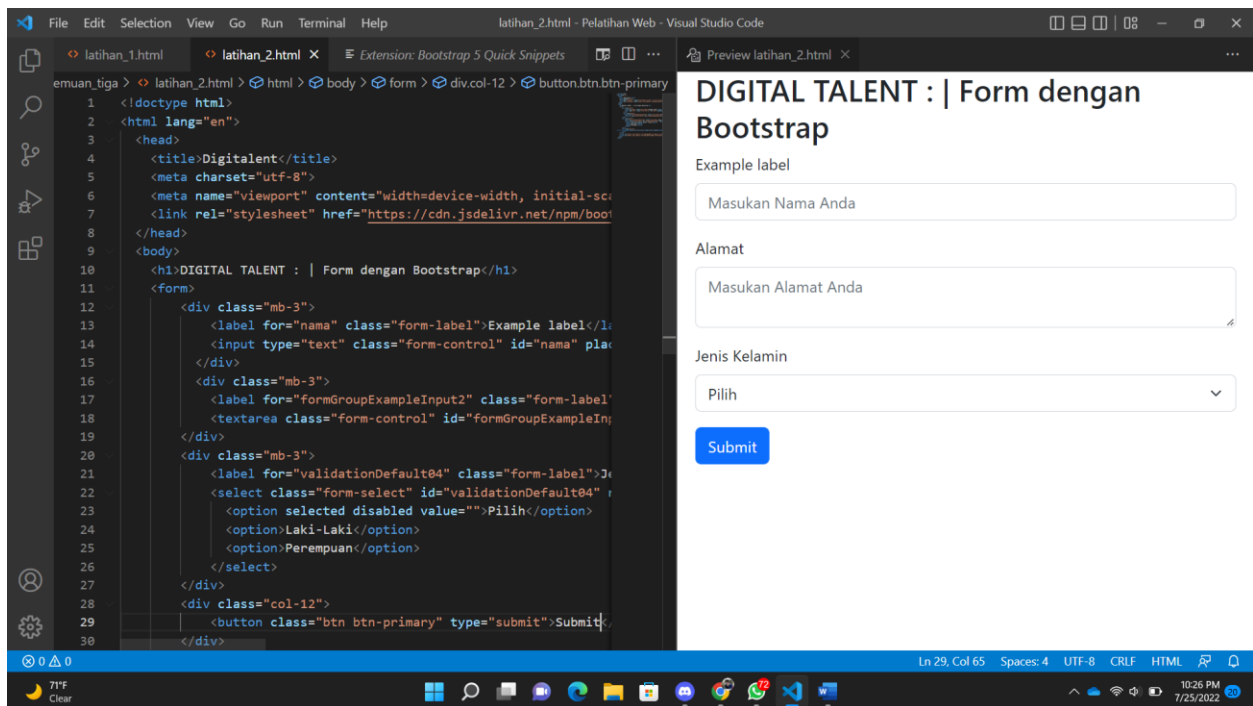 File Edit Selection View Go Run Terminal Help latihan_2.html - Pelatihan Web - Visual Studio Code
latihan_1.html
latihan_2.html
Extension: Bootstrap 5 Quick Snippets
Preview latihan_2.html
emuan_tiga > latihan_2.html > html > body > form > div.col-12 > button.btn.btn-primary
1 <!doctype html>
2 <html lang="en">
3 <head>
4 <title>Digitalent</title>
5 <meta charset="utf-8">
6 <meta name="viewport" content="width=device-width, initial-sca
7 <link rel="stylesheet" href="https://cdn.jsdelivr.net/npm/boot
8 </head>
9 <body>
10 <h1>DIGITAL TALENT : | Form dengan Bootstrap</h1>
11 <form>
12 <div class="mb-3">
13 <label for="nama" class="form-label">Example label</la
14 <input type="text" class="form-control" id="nama" plac
15 </div>
16 <div class="mb-3">
17 <label for="formGroupExampleInput2" class="form-label"
18 <textarea class="form-control" id="formGroupExampleInp
19 </div>
20 <div class="mb-3">
21 <label for="validationDefault04" class="form-label">Je
22 <select class="form-select" id="validationDefault04" r
23 <option selected disabled value="">Pilih</option>
24 <option>Laki-Laki</option>
25 <option>Perempuan</option>
26 </select>
27 </div>
28 <div class="col-12">
29 <button class="btn btn-primary" type="submit">Submit</
30 </div>
DIGITAL TALENT : | Form dengan
Bootstrap
Example label
Masukan Nama Anda
Alamat
Masukan Alamat Anda
Jenis Kelamin
Pilih
Submit
0 0 Ln 29, Col 65 Spaces: 4 UTF-8 CRLF HTML
71°F
Clear
72
10:26 PM
7/25/2022
20